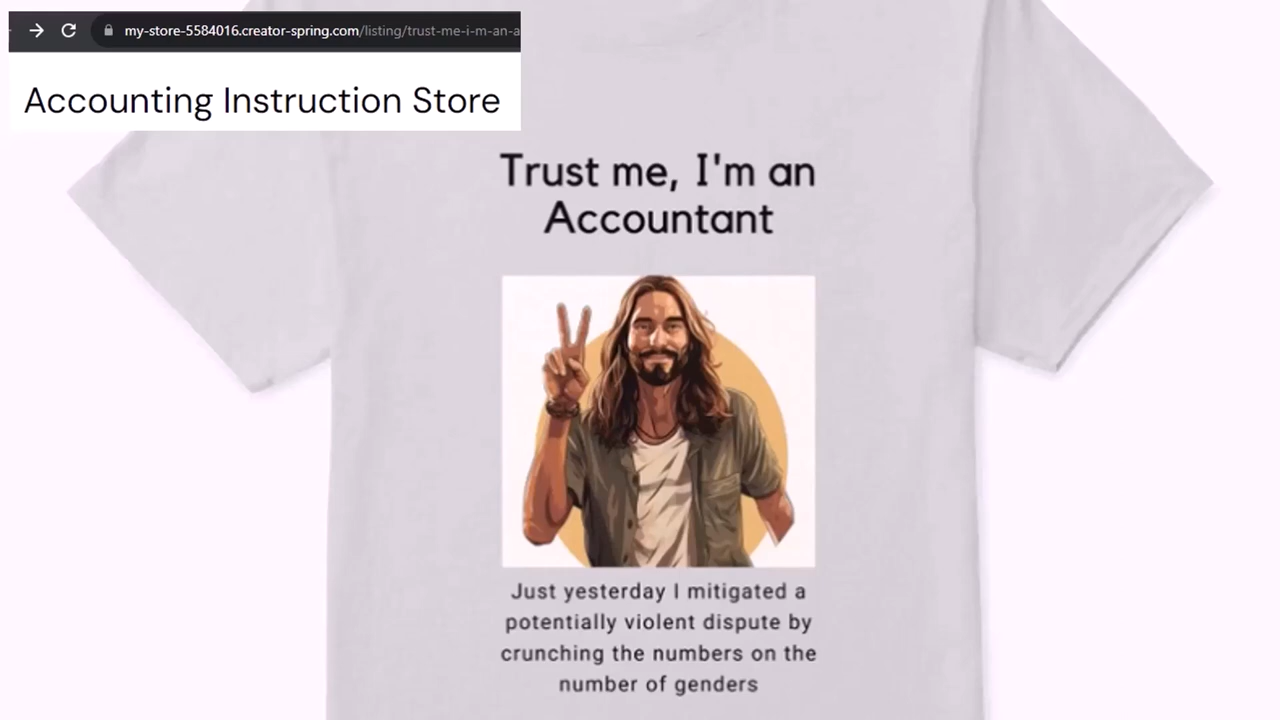 my-store-5584016.creator-spring.com/listing/trust-me-i-m-an-a
Accounting Instruction Store
Trust me, I'm an
Accountant
Just yesterday I mitigated a
potentially violent dispute by
crunching the numbers on the
number of genders